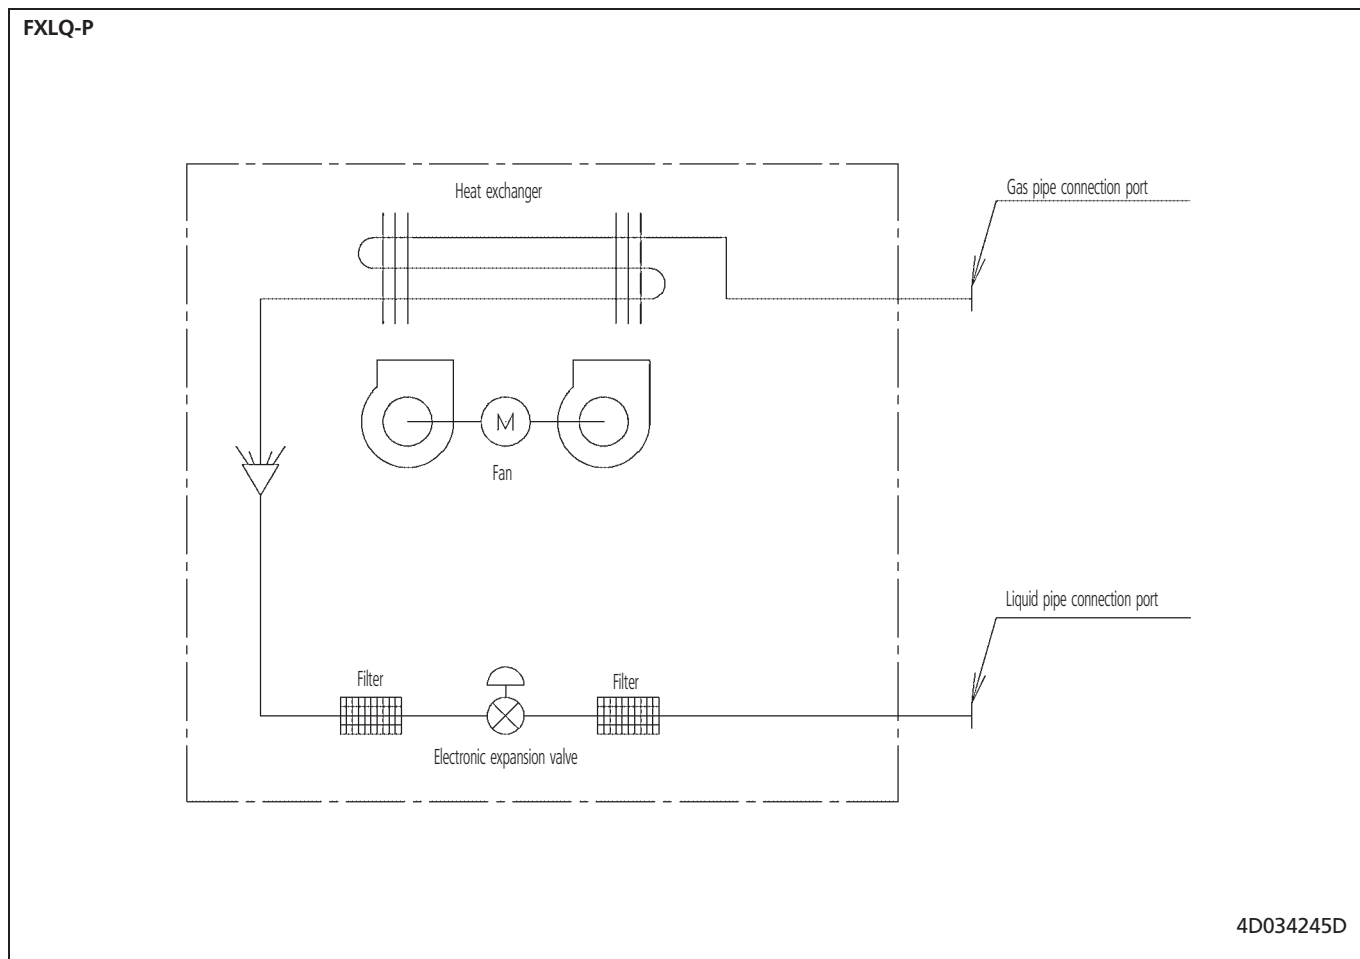 FXLQ-P
Heat exchanger
Gas pipe connection port
M
Fan
Liquid pipe connection port
Filter
Filter
Electronic expansion valve
4D034245D